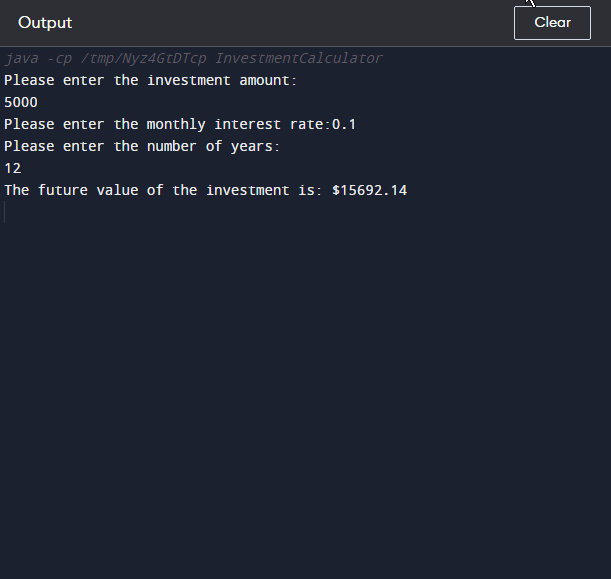 Output
Clear
java -cp /tmp/Nyz4GtDTcp InvestmentCalculator
Please enter the investment amount:
5000
Please enter the monthly interest rate:0.1
Please enter the number of years:
12
The future value of the investment is: $15692.14